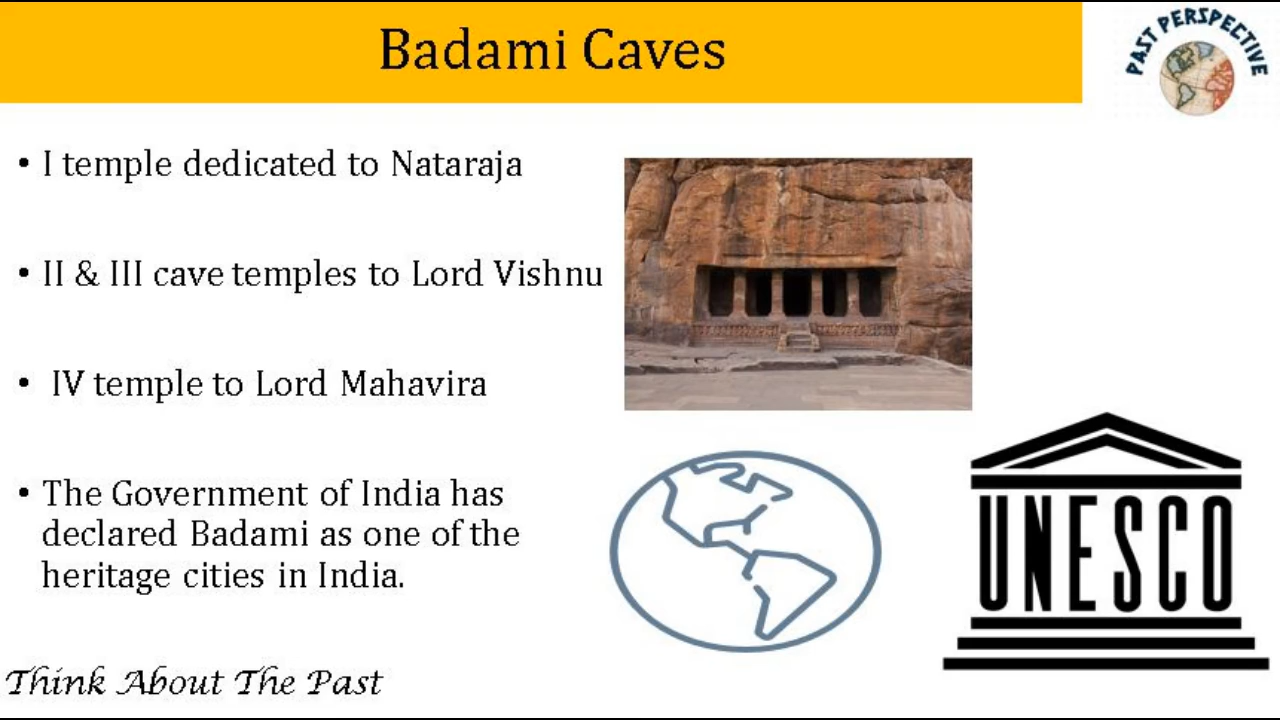 Badami Caves
PAST PERSPECTIVE
• I temple dedicated to Nataraja
• II & III cave temples to Lord Vishnu
• IV temple to Lord Mahavira
• The Government of India has
declared Badami as one of the
heritage cities in India.
UNESCO
Think About The Past